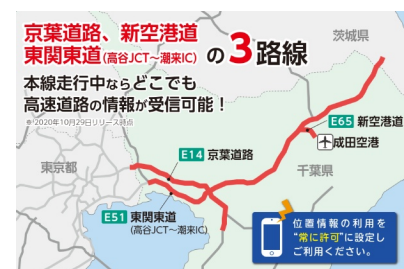 京葉道路、新空港道
東関東道(高谷JCT～潮来IC) の3路線
本線走行中ならどこでも
高速道路の情報が受信可能！
※2020年10月29日リリース時点
茨城県
E65 新空港道
成田空港
E14 京葉道路
東京都
千葉県
E51 東関東道
(高谷JCT～潮来IC)
位置情報の利用を
“常に許可”に設定し
ご利用ください。